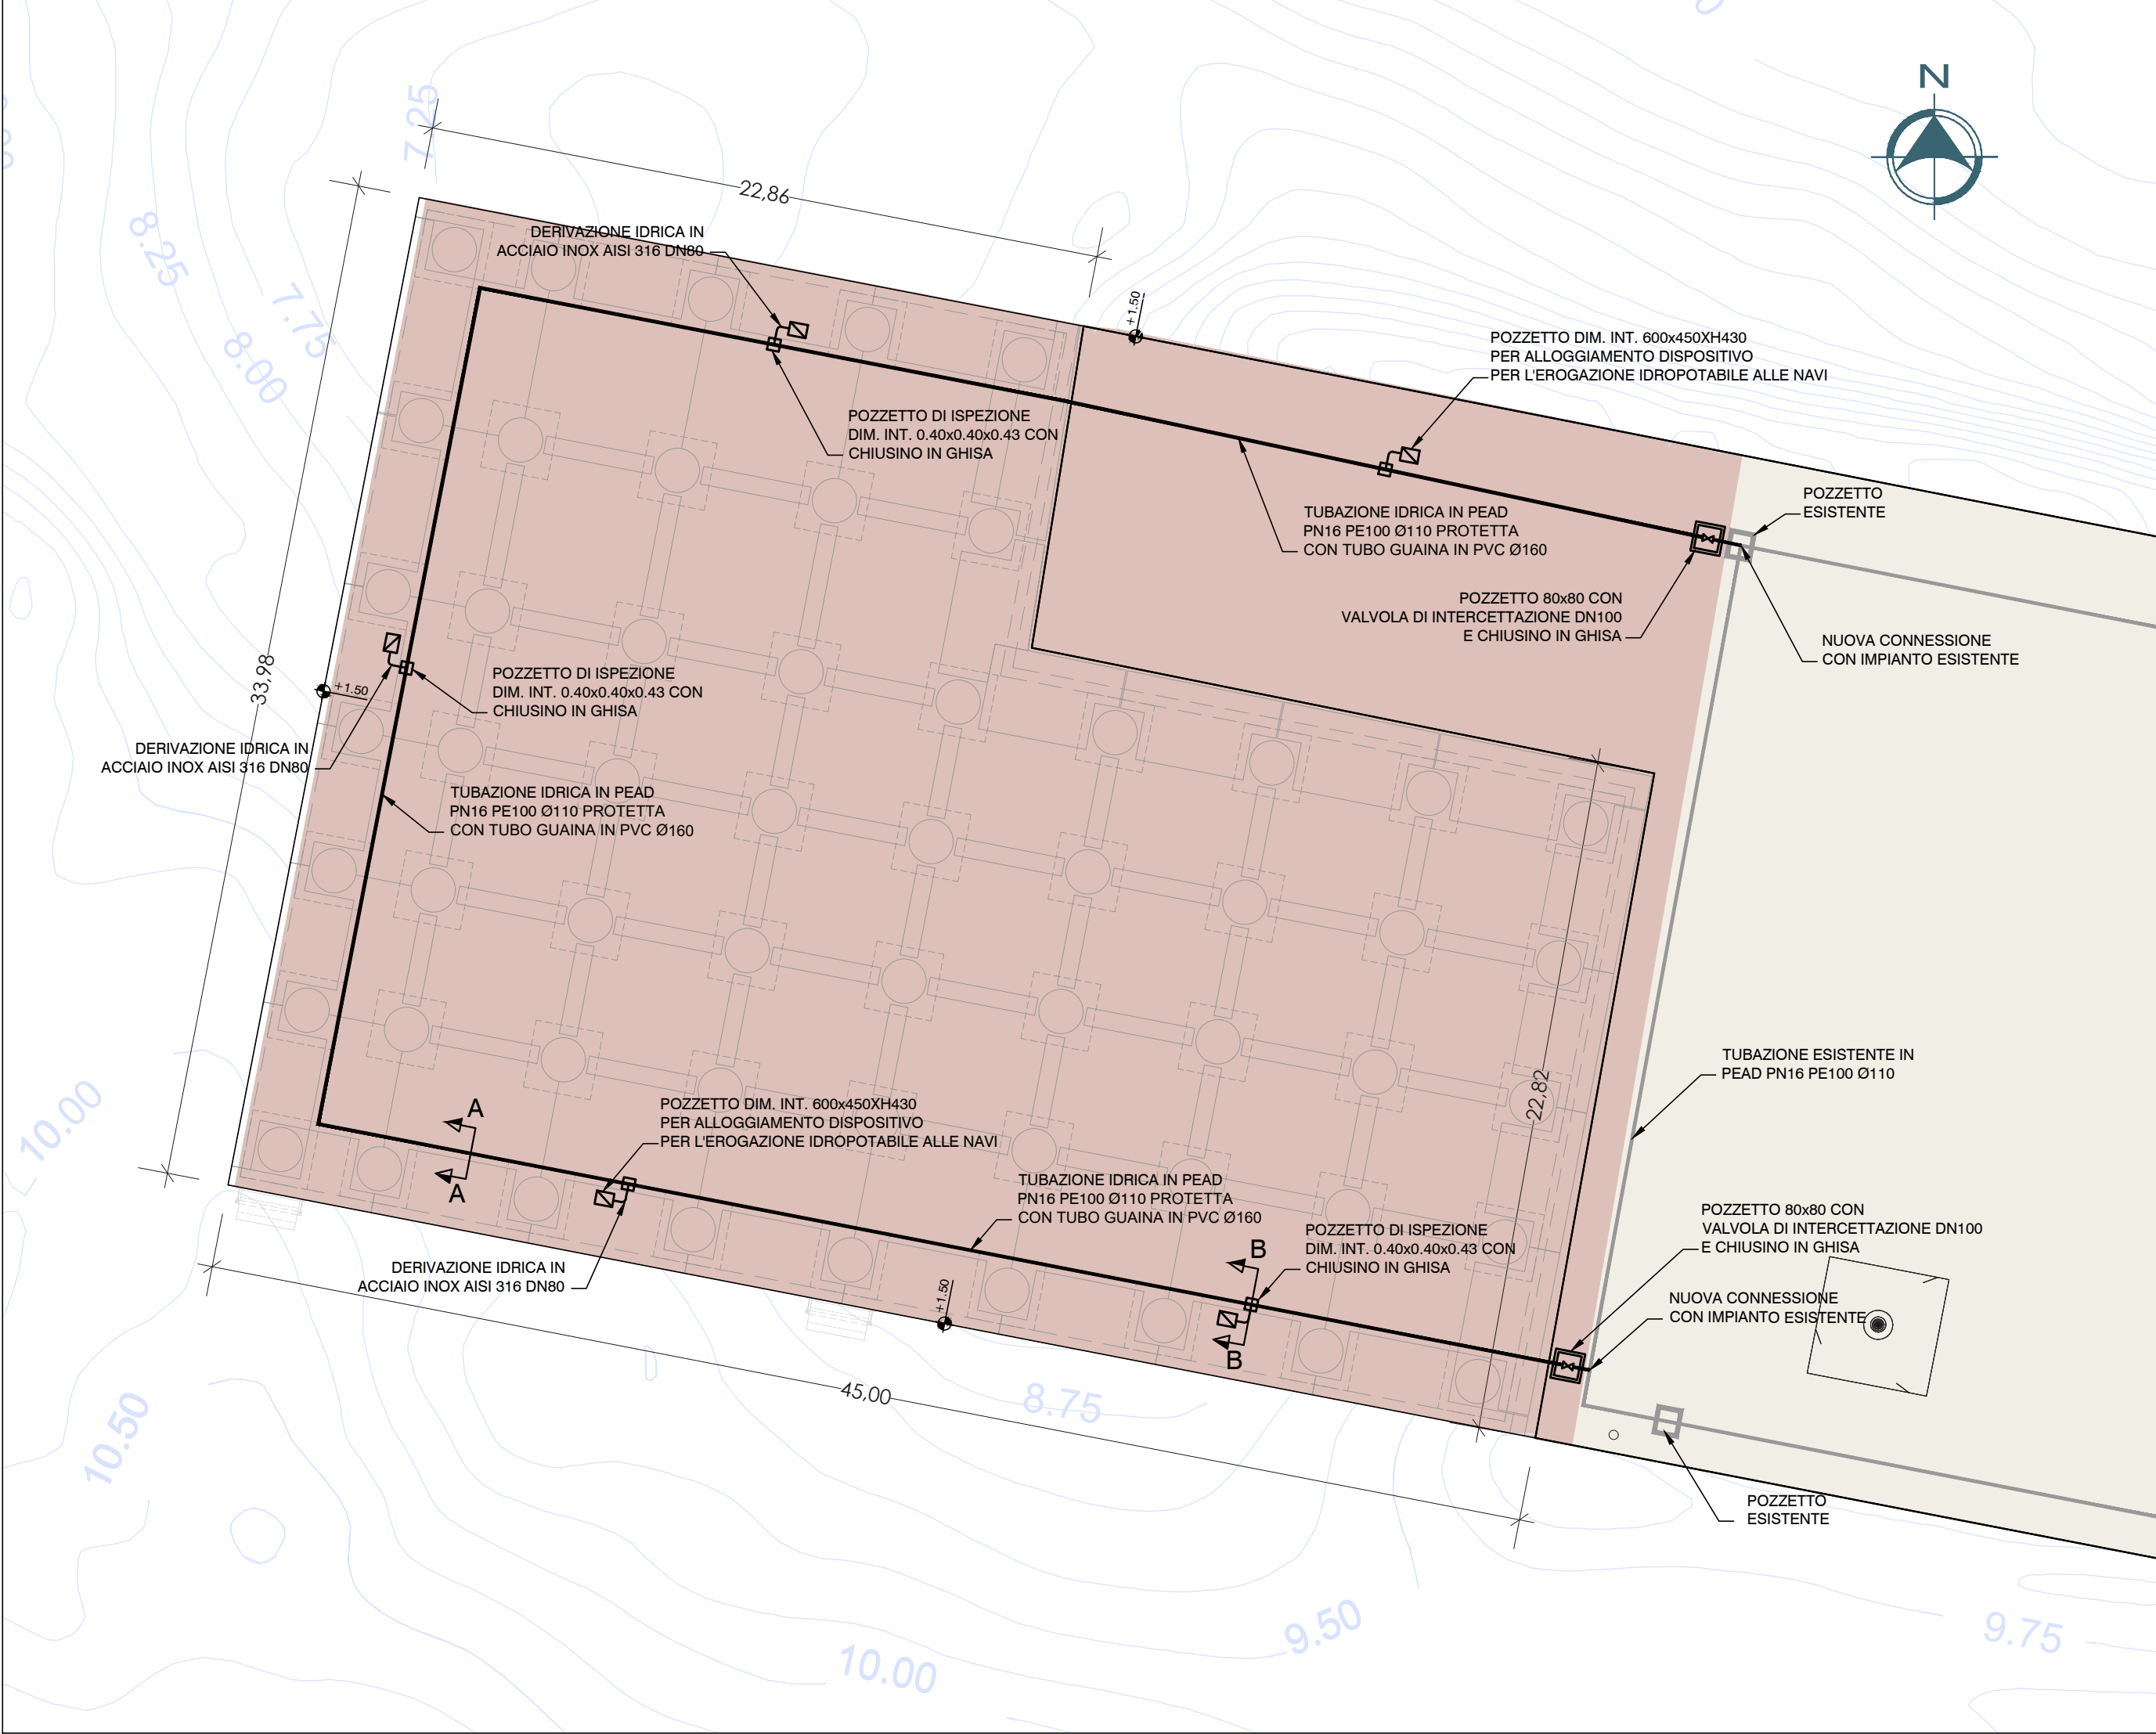 N
7.25
22,86
8.25
7.75
8.00
DERIVAZIONE IDRICA IN
ACCIAIO INOX AISI 316 DN80
+1.50
POZZETTO DIM. INT. 600x450XH430
PER ALLOGGIAMENTO DISPOSITIVO
PER L'EROGAZIONE IDROPOTABILE ALLE NAVI
POZZETTO DI ISPEZIONE
DIM. INT. 0.40x0.40x0.43 CON
CHIUSINO IN GHISA
TUBAZIONE IDRICA IN PEAD
PN16 PE100 Ø110 PROTETTA
CON TUBO GUAINA IN PVC Ø160
POZZETTO
ESISTENTE
POZZETTO 80x80 CON
VALVOLA DI INTERCETTAZIONE DN100
E CHIUSINO IN GHISA
NUOVA CONNESSIONE
CON IMPIANTO ESISTENTE
33,98
+1.50
POZZETTO DI ISPEZIONE
DIM. INT. 0.40x0.40x0.43 CON
CHIUSINO IN GHISA
DERIVAZIONE IDRICA IN
ACCIAIO INOX AISI 316 DN80
TUBAZIONE IDRICA IN PEAD
PN16 PE100 Ø110 PROTETTA
CON TUBO GUAINA IN PVC Ø160
22,82
TUBAZIONE ESISTENTE IN
PEAD PN16 PE100 Ø110
10.00
A
A
POZZETTO DIM. INT. 600x450XH430
PER ALLOGGIAMENTO DISPOSITIVO
PER L'EROGAZIONE IDROPOTABILE ALLE NAVI
TUBAZIONE IDRICA IN PEAD
PN16 PE100 Ø110 PROTETTA
CON TUBO GUAINA IN PVC Ø160
POZZETTO DI ISPEZIONE
DIM. INT. 0.40x0.40x0.43 CON
CHIUSINO IN GHISA
B
B
POZZETTO 80x80 CON
VALVOLA DI INTERCETTAZIONE DN100
E CHIUSINO IN GHISA
NUOVA CONNESSIONE
CON IMPIANTO ESISTENTE
DERIVAZIONE IDRICA IN
ACCIAIO INOX AISI 316 DN80
+1.50
45,00
8.75
10.50
POZZETTO
ESISTENTE
9.50
9.75
10.00